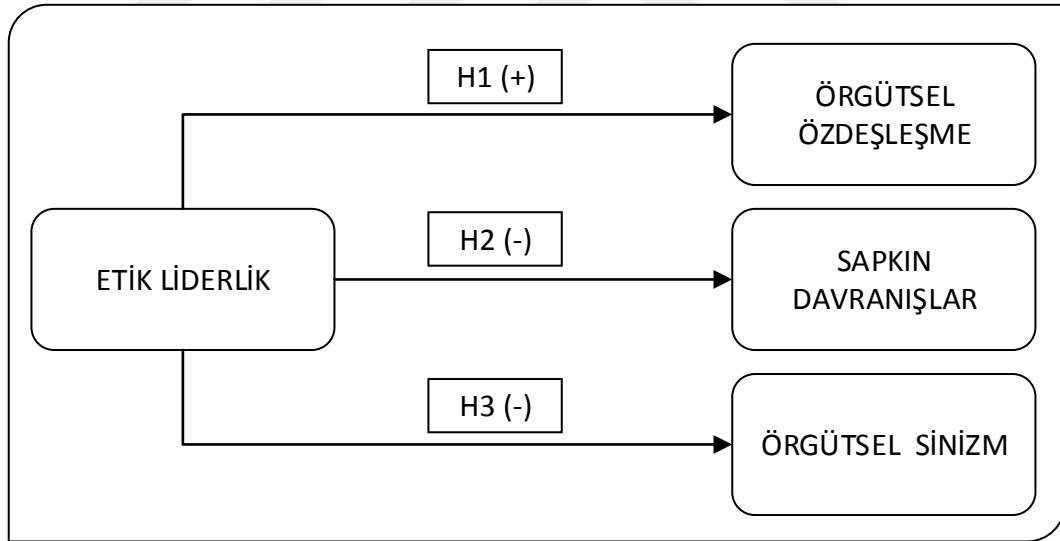 H1 (+)
ÖRGÜTSEL
ÖZDEŞLEŞME
ETİK LİDERLİK
H2 (-)
SAPKIN
DAVRANIŞLAR
H3 (-)
ÖRGÜTSEL SİNİZM